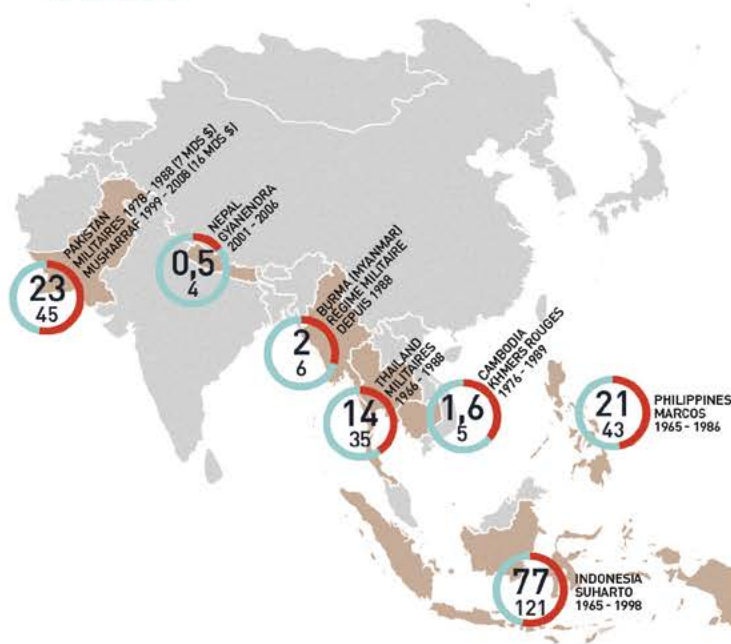 PAKISTAN
MILITAIRES 1978 - 1988 (7 MDS $)
MUSHARRAF 1999 - 2008 (16 MDS $)
23
45
NEPAL
GYANENDRA
2001 - 2006
0,5
4
BURMA (MYANMAR)
RÉGIME MILITAIRE
DEPUIS 1988
2
6
THAILAND
MILITAIRES
1966 - 1988
14
35
CAMBODIA
KHMERS ROUGES
1976 - 1989
1,6
5
21
43
PHILIPPINES
MARCOS
1965 - 1986
77
121
INDONESIA
SUHARTO
1965 - 1998